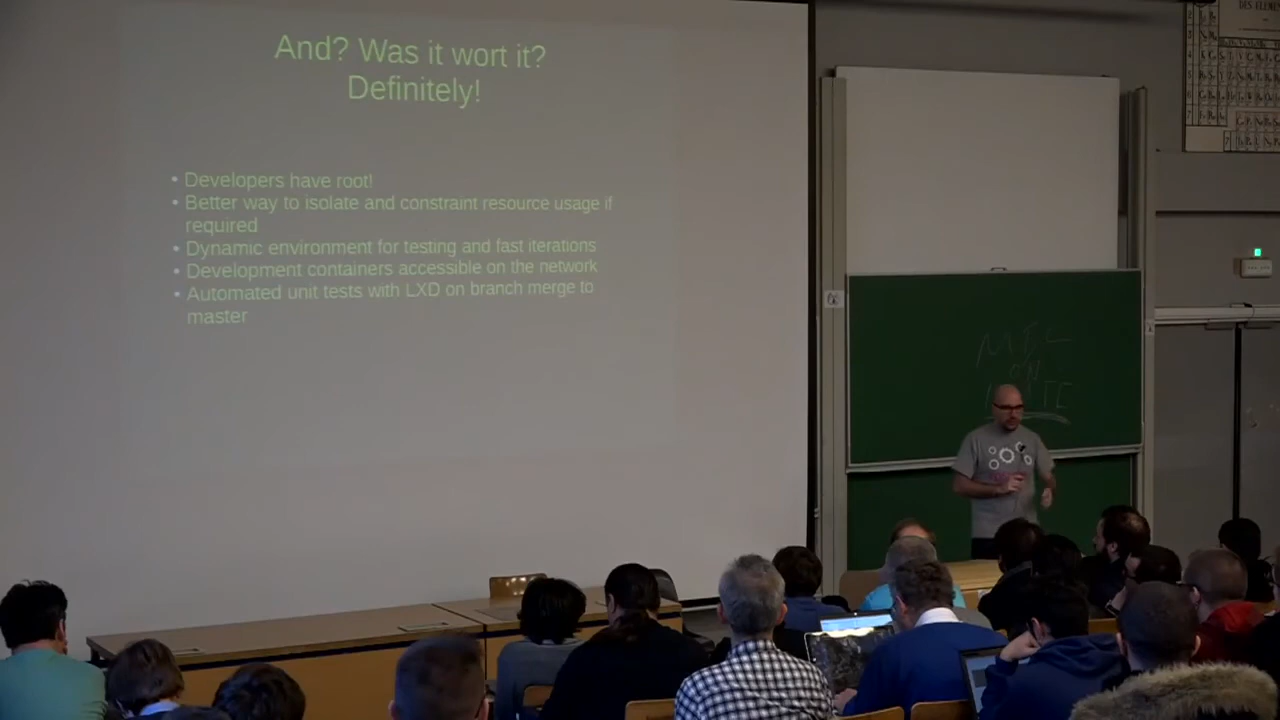 And? Was it wort it?
Definitely!
• Developers have root!
• Better way to isolate and constraint resource usage if
required
• Dynamic environment for testing and fast iterations
• Development containers accessible on the network
• Automated unit tests with LXD on branch merge to
master
ON